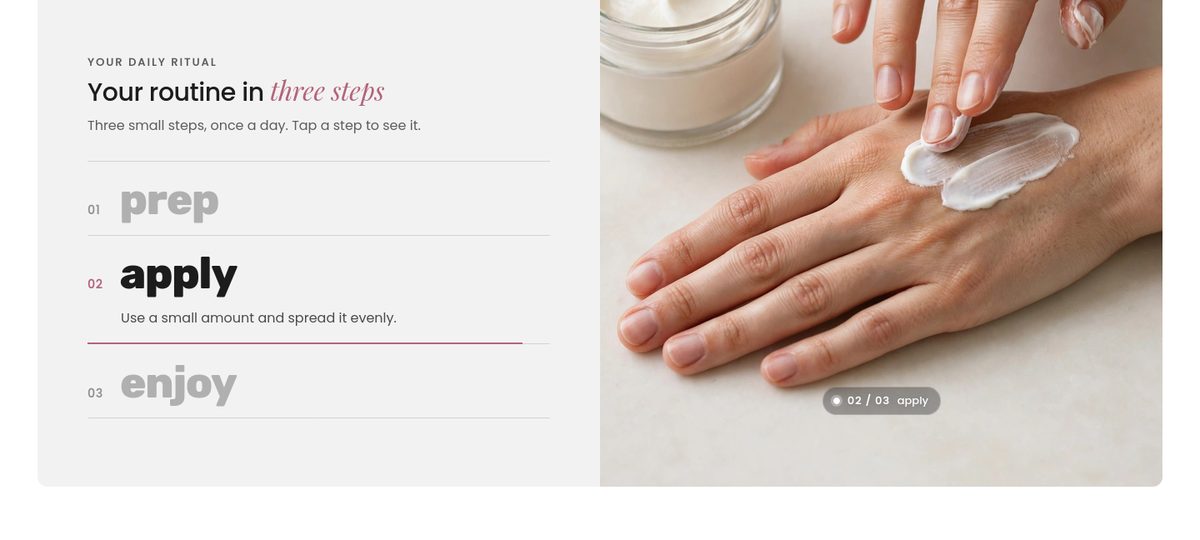 YOUR DAILY RITUAL
Your routine in three steps
Three small steps, once a day. Tap a step to see it.
01 prep
02 apply
Use a small amount and spread it evenly.
03 enjoy
02 / 03 apply